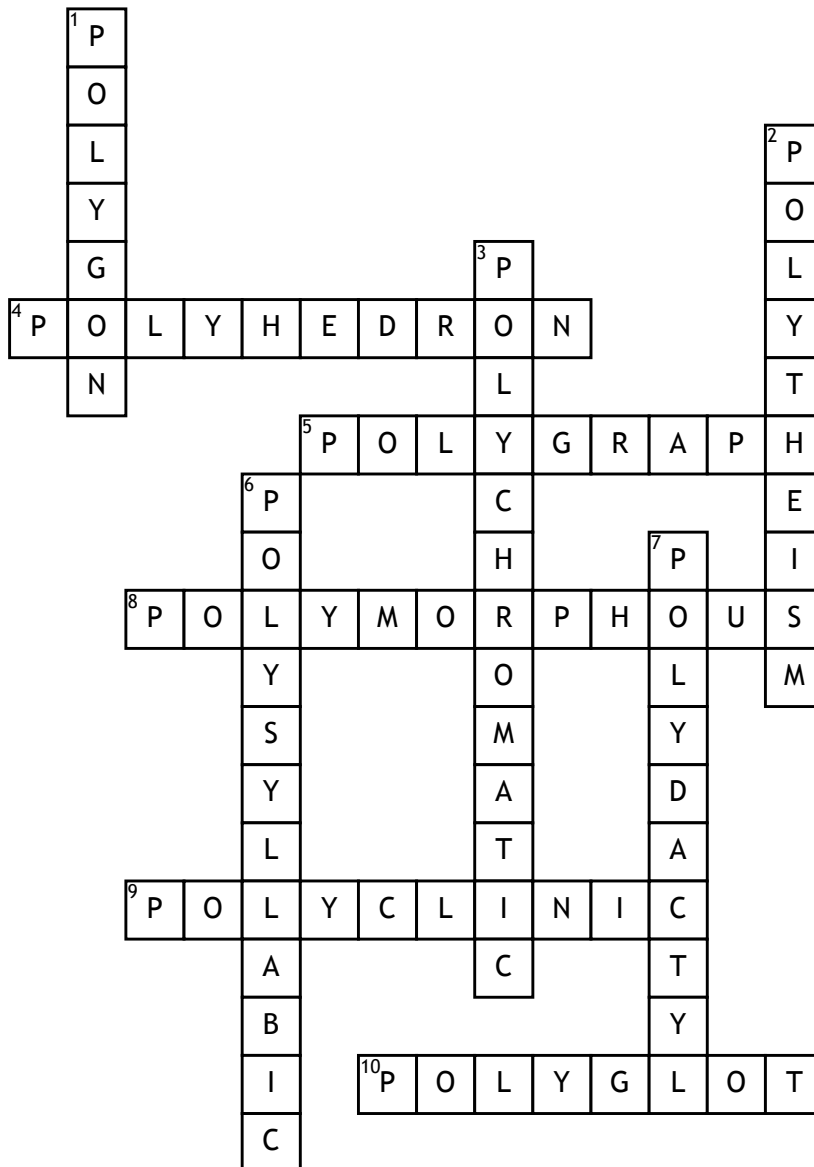 1 POLYGON
2 POLYTHEISM
3 POLYCHROMATIC
4 POLYHEDRON
5 POLYGRAPH
6 POLYSYLLABIC
7 POLYDACTYL
8 POLYMORPHOUS
9 POLYCLINIC
10 POLYGLOT